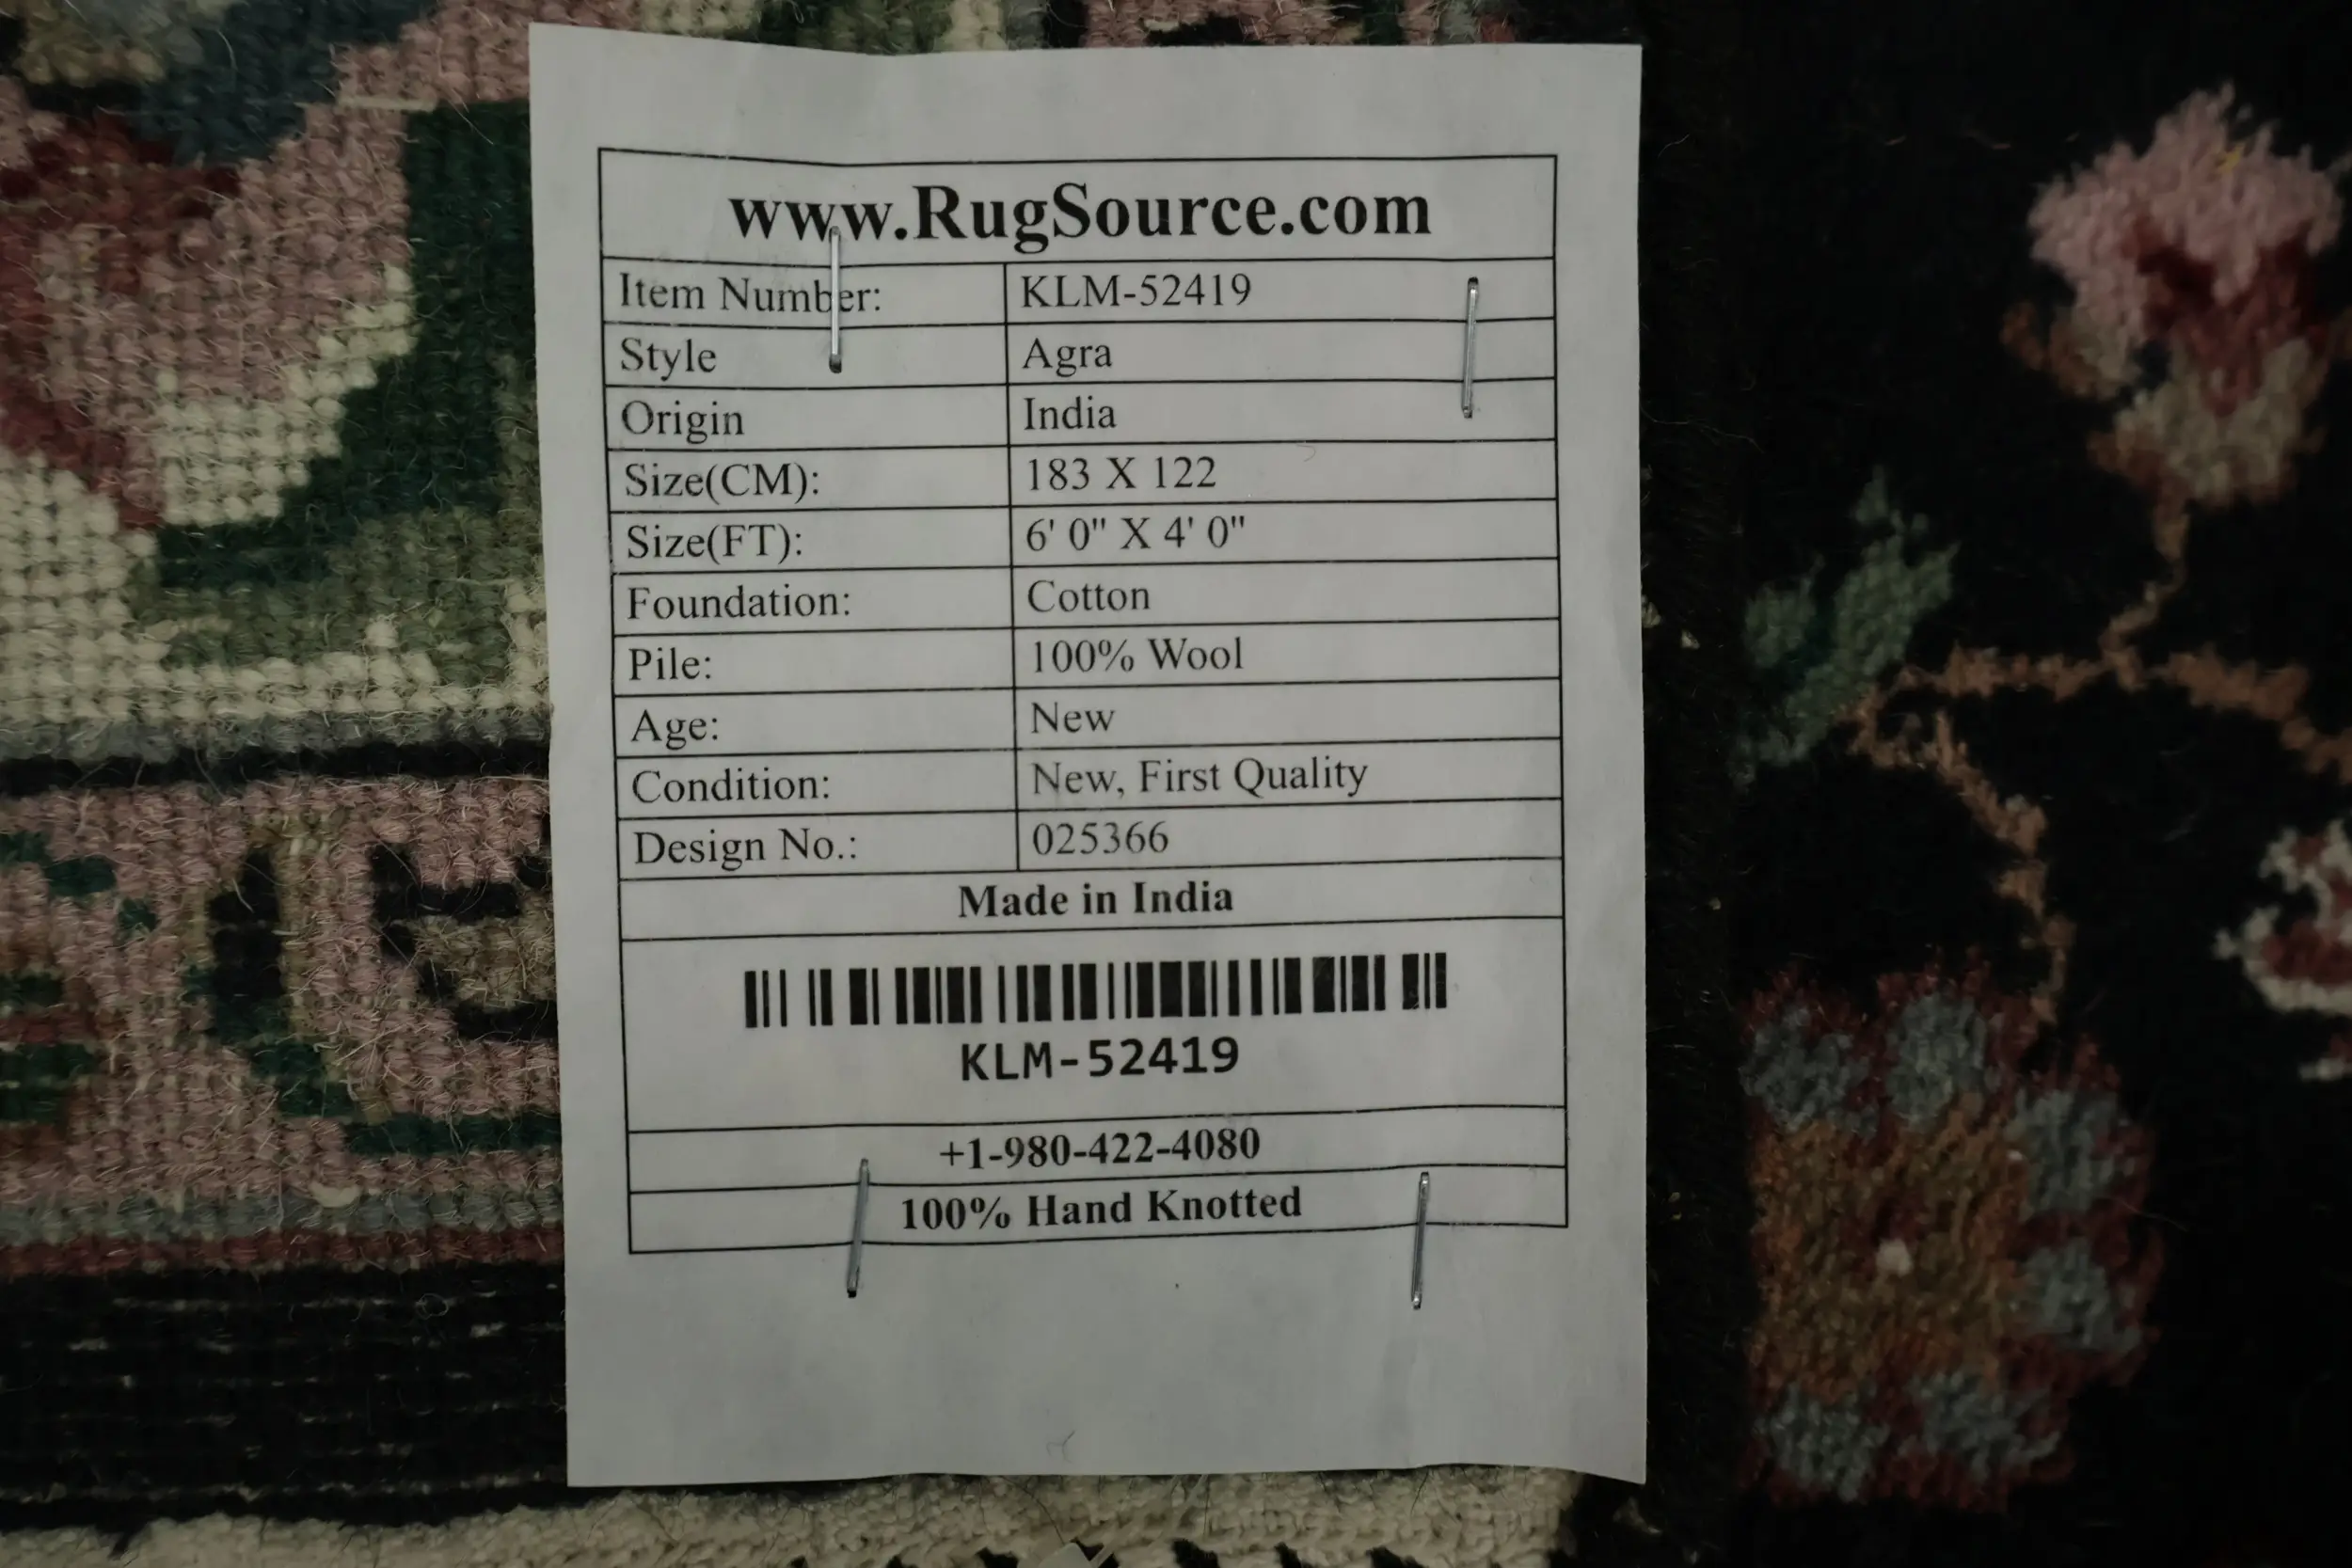 www.RugSource.com
Item Number: KLM-52419
Style Agra
Origin India
Size(CM): 183 X 122
Size(FT): 6' 0" X 4' 0"
Foundation: Cotton
Pile: 100% Wool
Age: New
Condition: New, First Quality
Design No.: 025366
Made in India
KLM-52419
+1-980-422-4080
100% Hand Knotted